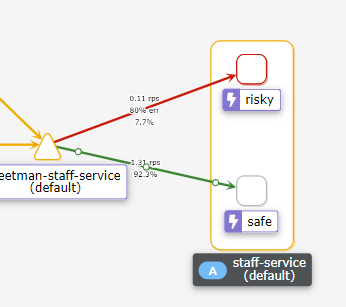 0.11 rps
80% err
7.7%
risky
1.31 rps
92.3%
eetman-staff-service
(default)
safe
A
staff-service
(default)